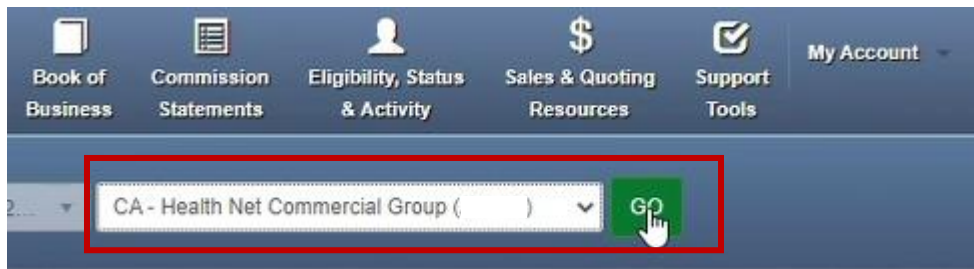 Book of
Business
Commission
Statements
Eligibility, Status
& Activity
$
Sales & Quoting
Resources
Support
Tools
My Account
2...
CA - Health Net Commercial Group ( )
GO